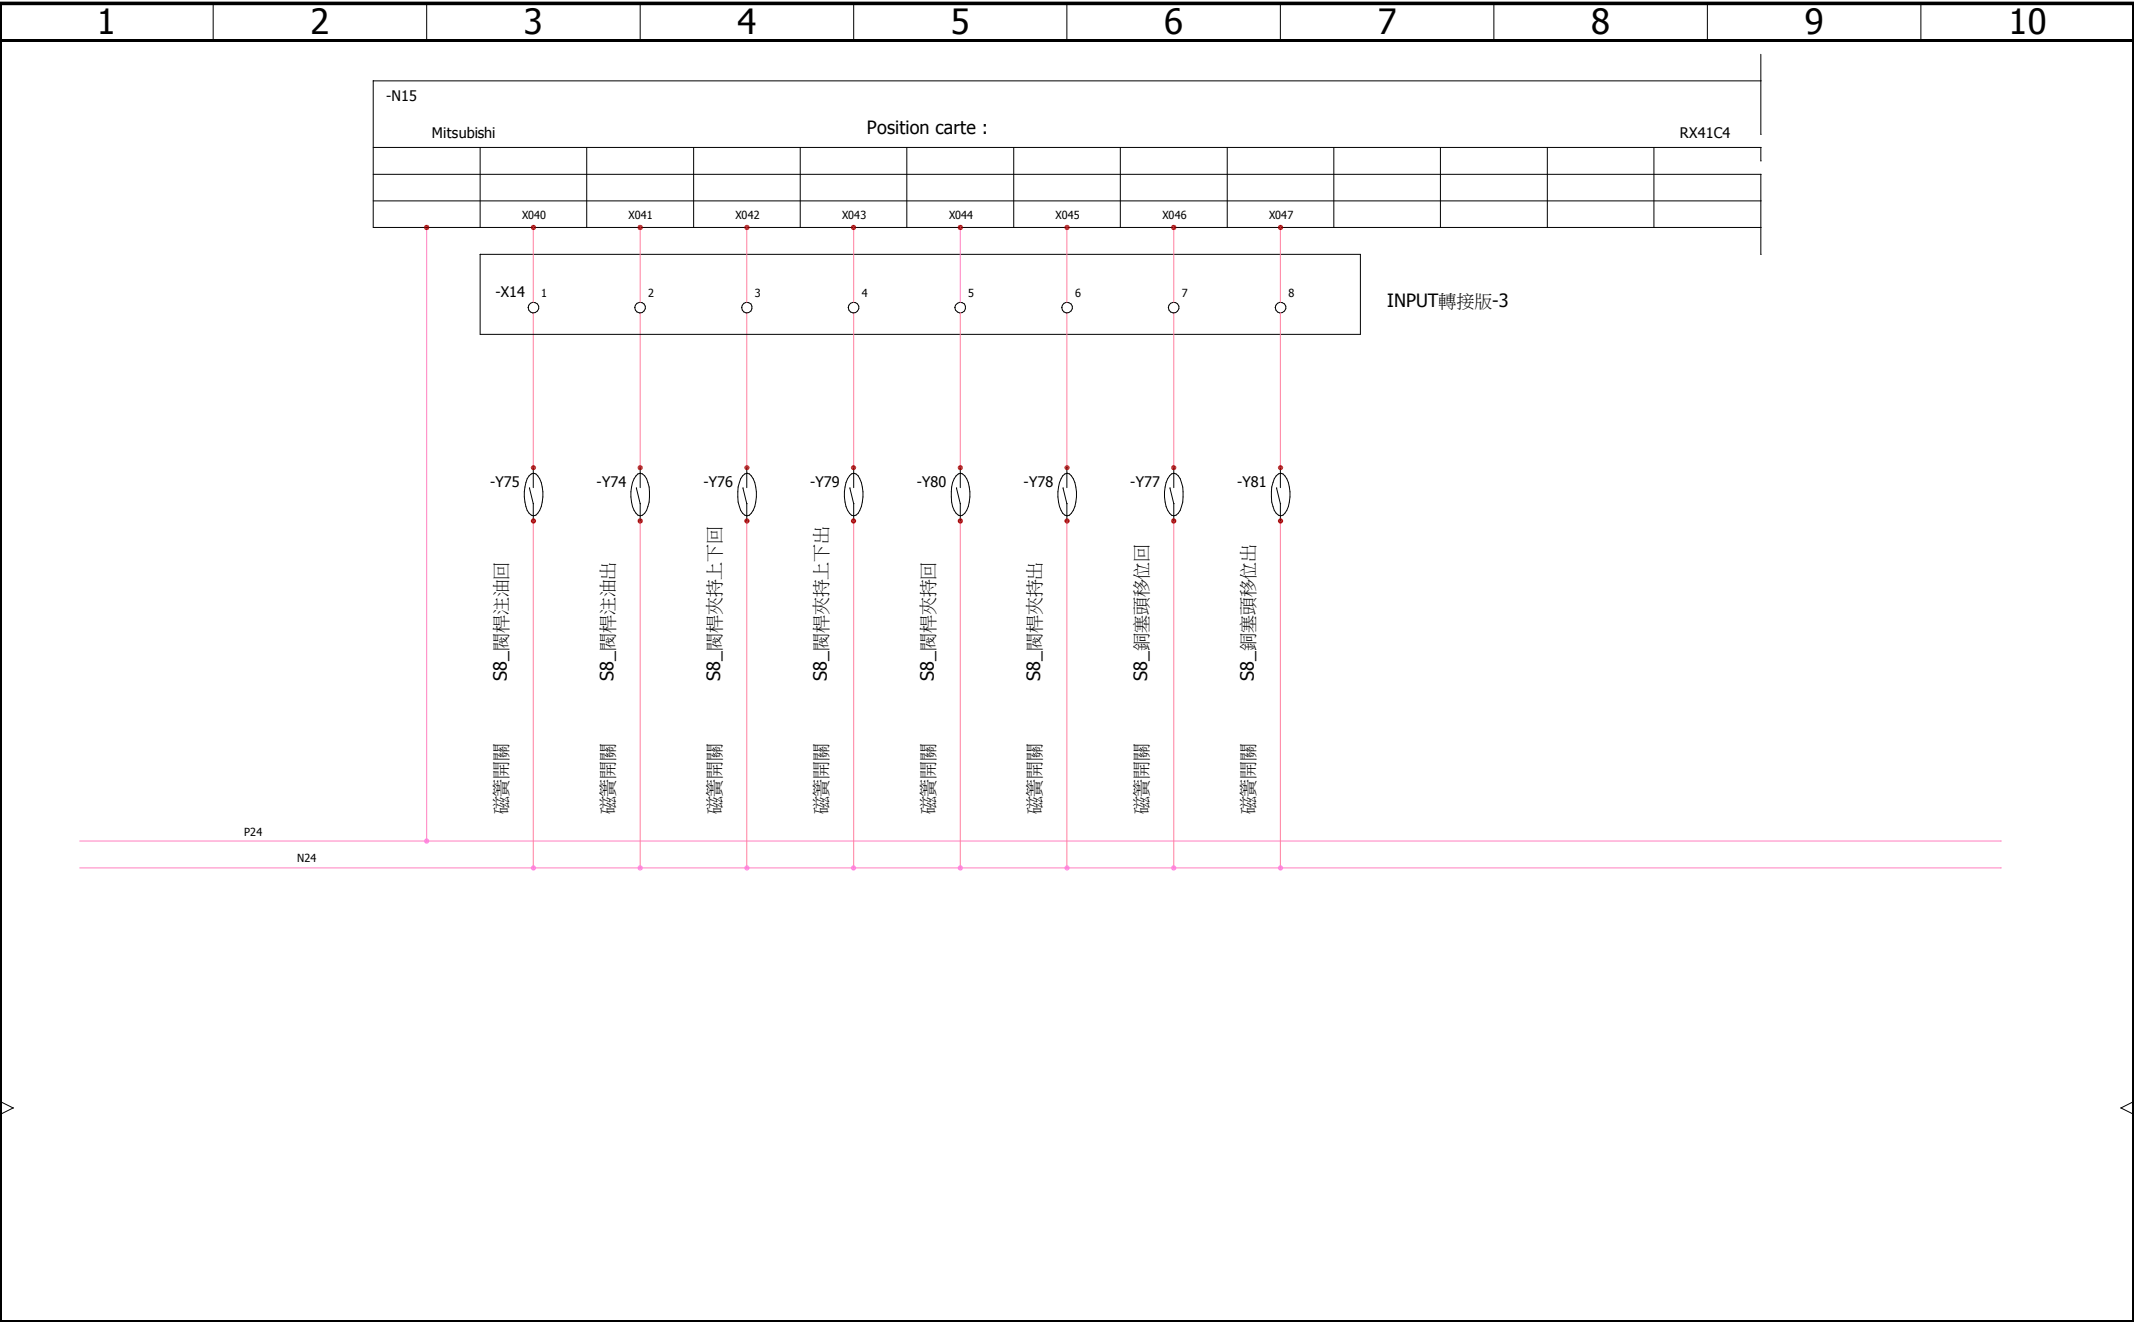 1 2 3 4 5 6 7 8 9 10
-N15
Mitsubishi Position carte : RX41C4
X040 X041 X042 X043 X044 X045 X046 X047
-X14 1 2 3 4 5 6 7 8
INPUT轉接版-3
-Y75 -Y74 -Y76 -Y79 -Y80 -Y78 -Y77 -Y81
S8_閥桿注油回
S8_閥桿注油出
S8_閥桿夾持上下回
S8_閥桿夾持上下出
S8_閥桿夾持回
S8_閥桿夾持出
S8_銅塞頭移位回
S8_銅塞頭移位出
磁簧開關
磁簧開關
磁簧開關
磁簧開關
磁簧開關
磁簧開關
磁簧開關
磁簧開關
P24
N24